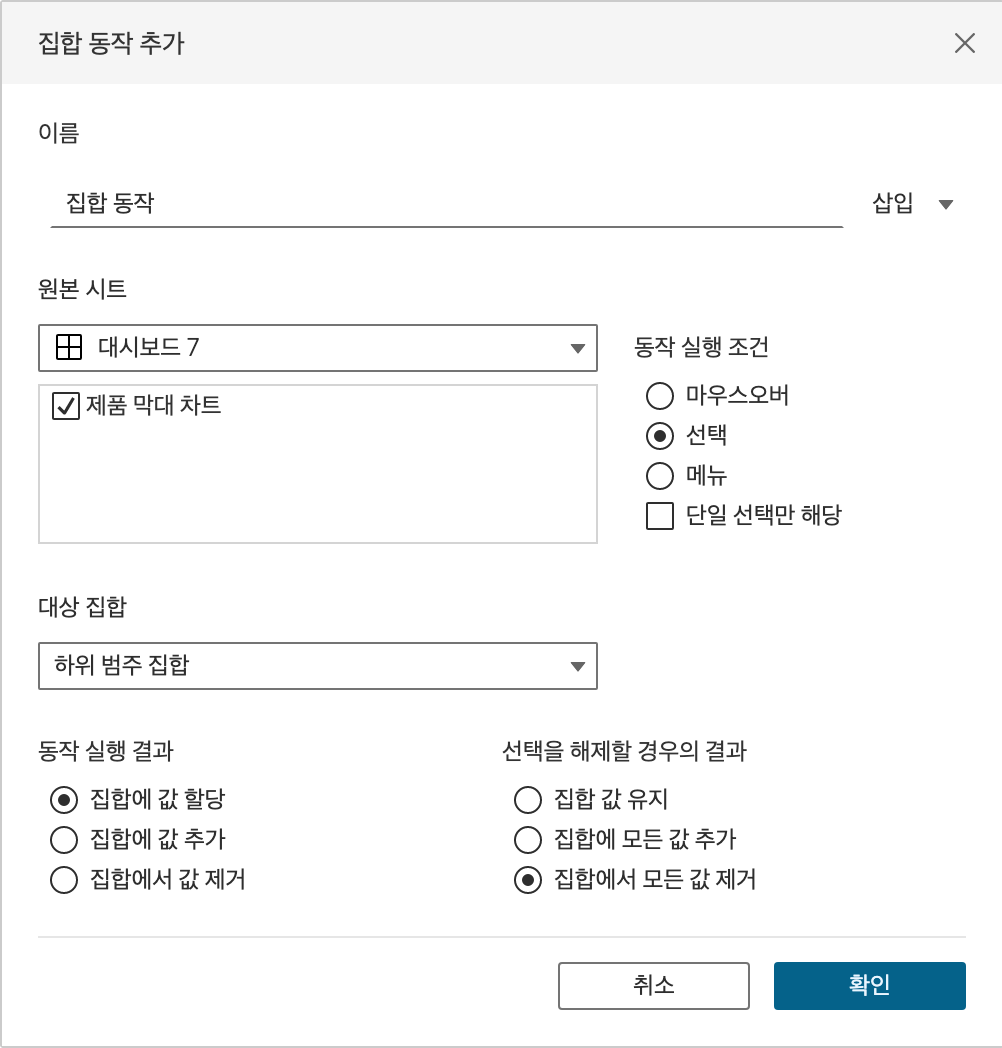 집합 동작 추가
이름
집합 동작 삽입
원본 시트
대시보드 7
제품 막대 차트
동작 실행 조건
마우스오버
선택
메뉴
단일 선택만 해당
대상 집합
하위 범주 집합
동작 실행 결과
집합에 값 할당
집합에 값 추가
집합에서 값 제거
선택을 해제할 경우의 결과
집합 값 유지
집합에 모든 값 추가
집합에서 모든 값 제거
취소 확인